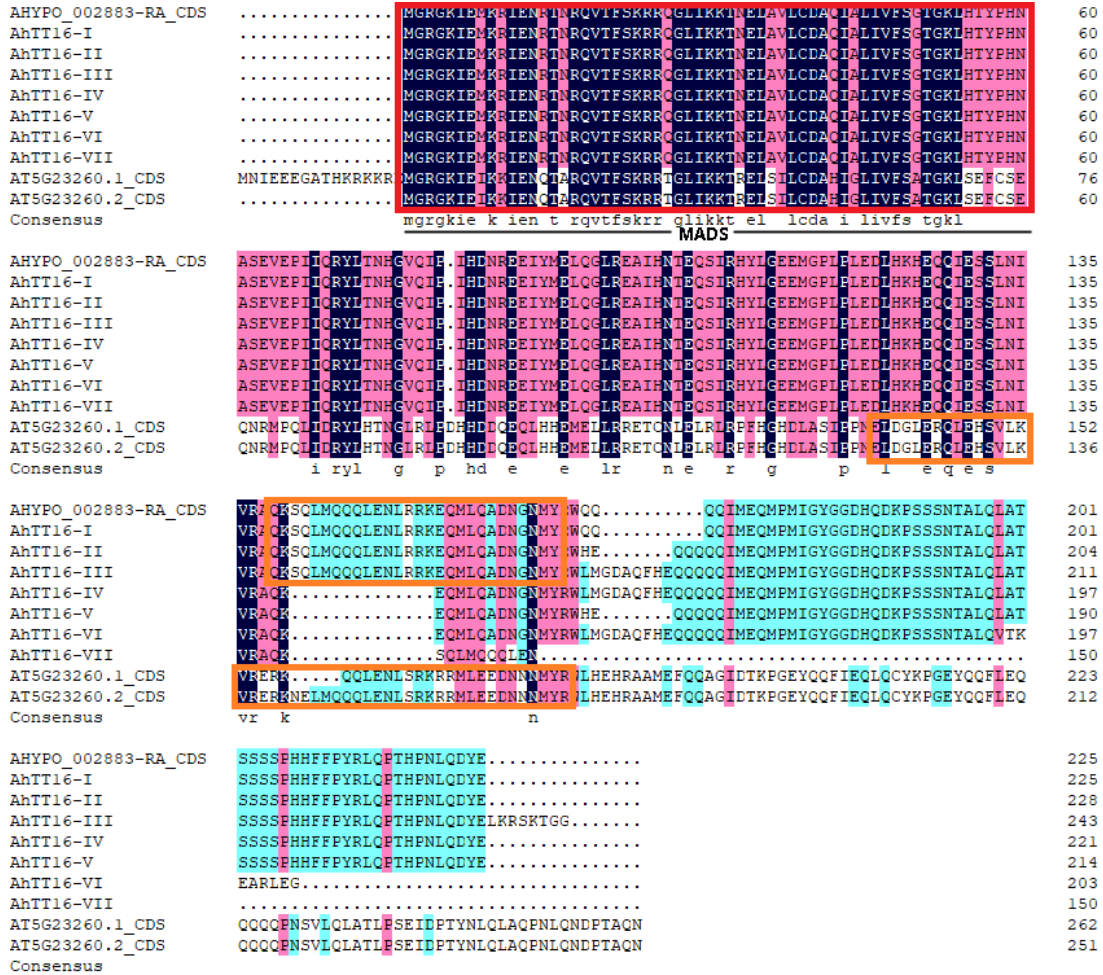 AHYPO_002883-RA_CDS ................MGRGKIEMKRIENRTNRQVTFSKRRQGLIKKTNELAVLCDAQIALIVFSGTGKLHTYPHN 60
AhTT16-I ................MGRGKIEMKRIENRTNRQVTFSKRRQGLIKKTNELAVLCDAQIALIVFSGTGKLHTYPHN 60
AhTT16-II ................MGRGKIEMKRIENRTNRQVTFSKRRQGLIKKTNELAVLCDAQIALIVFSGTGKLHTYPHN 60
AhTT16-III ................MGRGKIEMKRIENRTNRQVTFSKRRQGLIKKTNELAVLCDAQIALIVFSGTGKLHTYPHN 60
AhTT16-IV ................MGRGKIEMKRIENRTNRQVTFSKRRQGLIKKTNELAVLCDAQIALIVFSGTGKLHTYPHN 60
AhTT16-V ................MGRGKIEMKRIENRTNRQVTFSKRRQGLIKKTNELAVLCDAQIALIVFSGTGKLHTYPHN 60
AhTT16-VI ................MGRGKIEMKRIENRTNRQVTFSKRRQGLIKKTNELAVLCDAQIALIVFSGTGKLHTYPHN 60
AhTT16-VII ................MGRGKIEMKRIENRTNRQVTFSKRRQGLIKKTNELAVLCDAQIALIVFSGTGKLHTYPHN 60
AT5G23260.1_CDS MNIEEEGATHKRKKRDMGRGKIEIKKIENQTARQVTFSKRRTGLIKKTRELSILCDAHIGLIVFSATGKLSEFCSE 76
AT5G23260.2_CDS ................MGRGKIEIKKIENQTARQVTFSKRRTGLIKKTRELSILCDAHIGLIVFSATGKLSEFCSE 60
Consensus mgrgkie k ien t rqvtfskrr glikkt el lcda i livfs tgkl
MADS
AHYPO_002883-RA_CDS ASEVEPIIQRYLTNHGVQIP.IHDNREEIYMELQGLREAIHNTEQSIRHYLGEEMGPLPLEDLHKHEQQIESSLNI 135
AhTT16-I ASEVEPIIQRYLTNHGVQIP.IHDNREEIYMELQGLREAIHNTEQSIRHYLGEEMGPLPLEDLHKHEQQIESSLNI 135
AhTT16-II ASEVEPIIQRYLTNHGVQIP.IHDNREEIYMELQGLREAIHNTEQSIRHYLGEEMGPLPLEDLHKHEQQIESSLNI 135
AhTT16-III ASEVEPIIQRYLTNHGVQIP.IHDNREEIYMELQGLREAIHNTEQSIRHYLGEEMGPLPLEDLHKHEQQIESSLNI 135
AhTT16-IV ASEVEPIIQRYLTNHGVQIP.IHDNREEIYMELQGLREAIHNTEQSIRHYLGEEMGPLPLEDLHKHEQQIESSLNI 135
AhTT16-V ASEVEPIIQRYLTNHGVQIP.IHDNREEIYMELQGLREAIHNTEQSIRHYLGEEMGPLPLEDLHKHEQQIESSLNI 135
AhTT16-VI ASEVEPIIQRYLTNHGVQIP.IHDNREEIYMELQGLREAIHNTEQSIRHYLGEEMGPLPLEDLHKHEQQIESSLNI 135
AhTT16-VII ASEVEPIIQRYLTNHGVQIP.IHDNREEIYMELQGLREAIHNTEQSIRHYLGEEMGPLPLEDLHKHEQQIESSLNI 135
AT5G23260.1_CDS QNRMPQLIDRYLHTNGLRLPDHHDDQEQLHHEMELLRRETCNLELRLRPFHGHDLASIPPNELDGLERQLEHSVLK 152
AT5G23260.2_CDS QNRMPQLIDRYLHTNGLRLPDHHDDQEQLHHEMELLRRETCNLELRLRPFHGHDLASIPPNELDGLERQLEHSVLK 136
Consensus i ryl g p hd e e lr n e r g p l e q e s
AHYPO_002883-RA_CDS VRAQKSQLMQQQLENLRRKEQMLQADNGNMYRWQQ..........QQIMEQMPMIGYGGDHQDKPSSSNTALQLAT 201
AhTT16-I VRAQKSQLMQQQLENLRRKEQMLQADNGNMYRWQQ..........QQIMEQMPMIGYGGDHQDKPSSSNTALQLAT 201
AhTT16-II VRAQKSQLMQQQLENLRRKEQMLQADNGNMYRWHE.......QQQQQIMEQMPMIGYGGDHQDKPSSSNTALQLAT 204
AhTT16-III VRAQKSQLMQQQLENLRRKEQMLQADNGNMYRWLMGDAQFHEQQQQQIMEQMPMIGYGGDHQDKPSSSNTALQLAT 211
AhTT16-IV VRAQK..............EQMLQADNGNMYRWLMGDAQFHEQQQQQIMEQMPMIGYGGDHQDKPSSSNTALQLAT 197
AhTT16-V VRAQK..............EQMLQADNGNMYRWHE.......QQQQQIMEQMPMIGYGGDHQDKPSSSNTALQLAT 190
AhTT16-VI VRAQK..............EQMLQADNGNMYRWLMGDAQFHEQQQQQIMEQMPMIGYGGDHQDKPSSSNTALQVTK 197
AhTT16-VII VRAQK..............SQLMQQQLEN............................................... 150
AT5G23260.1_CDS VRERK.....QQLENLSRKRRMLEEDNNNMYRWLHEHRAAMEFQQAGIDTKPGEYQQFIEQLQCYKPGEYQQFLEQ 223
AT5G23260.2_CDS VRERKNELMQQQLENLSRKRRMLEEDNNNMYRWLHEHRAAMEFQQAGIDTKPGEYQQFIEQLQCYKPGEYQQFLEQ 212
Consensus vr k n
AHYPO_002883-RA_CDS SSSSPHHFFPYRLQPTHPNLQDYE............... 225
AhTT16-I SSSSPHHFFPYRLQPTHPNLQDYE............... 225
AhTT16-II SSSSPHHFFPYRLQPTHPNLQDYE............... 228
AhTT16-III SSSSPHHFFPYRLQPTHPNLQDYELKRSKTGG....... 243
AhTT16-IV SSSSPHHFFPYRLQPTHPNLQDYE............... 221
AhTT16-V SSSSPHHFFPYRLQPTHPNLQDYE............... 214
AhTT16-VI EARLEG................................. 203
AhTT16-VII ....................................... 150
AT5G23260.1_CDS QQQQPNSVLQLATLPSEIDPTYNLQLAQPNLQNDPTAQN 262
AT5G23260.2_CDS QQQQPNSVLQLATLPSEIDPTYNLQLAQPNLQNDPTAQN 251
Consensus